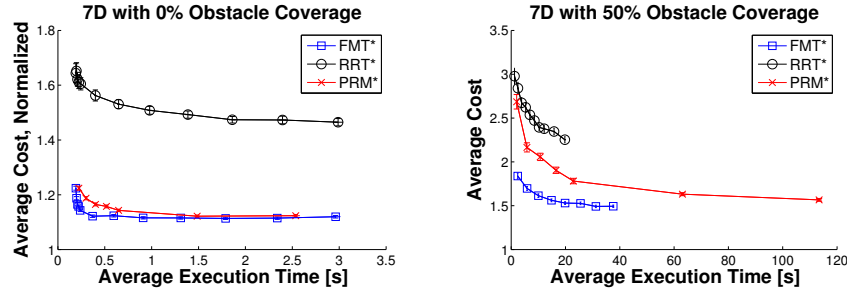 7D with 0% Obstacle Coverage
Average Cost, Normalized
1.8
1.6
1.4
1.2
1
0 0.5 1 1.5 2 2.5 3 3.5
Average Execution Time [s]
FMT*
RRT*
PRM*
7D with 50% Obstacle Coverage
Average Cost
3.5
3
2.5
2
1.5
1
0 20 40 60 80 100 120
Average Execution Time [s]
FMT*
RRT*
PRM*